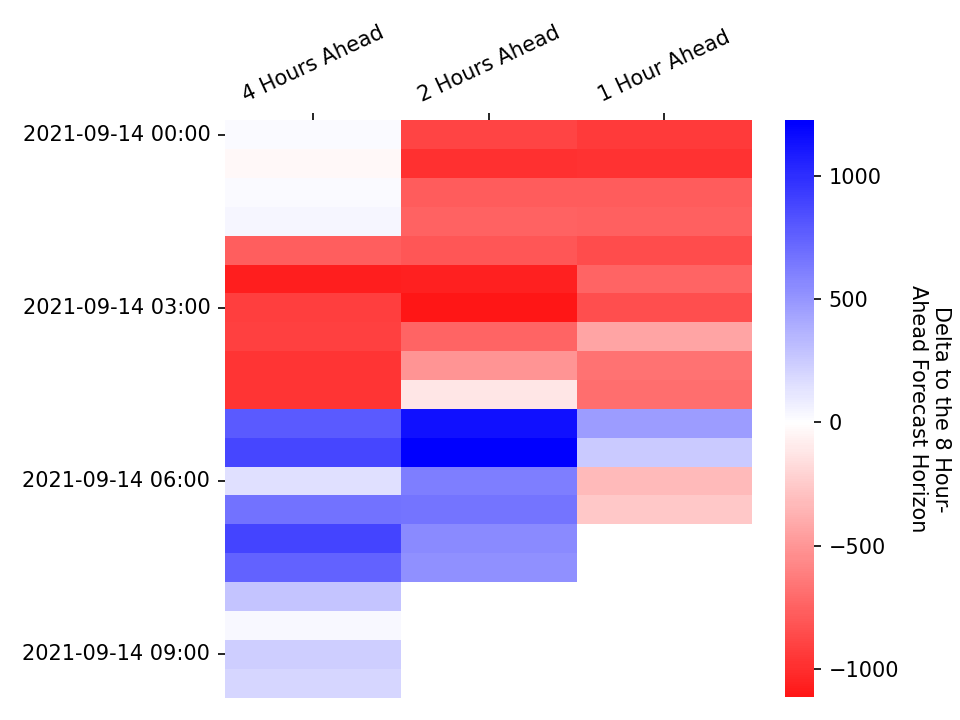 4 Hours Ahead
2 Hours Ahead
1 Hour Ahead
2021-09-14 00:00
2021-09-14 03:00
2021-09-14 06:00
2021-09-14 09:00
1000
500
0
−500
−1000
Delta to the 8 Hour-
Ahead Forecast Horizon